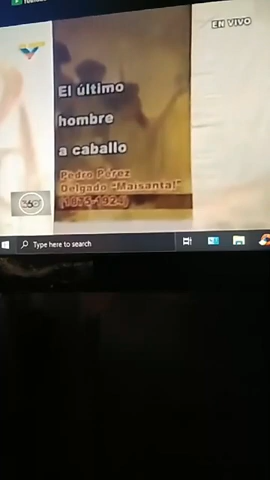 EN VIVO
El último
hombre
a caballo
Pedro Pérez
Delgado "Maisanta"
Type here to search